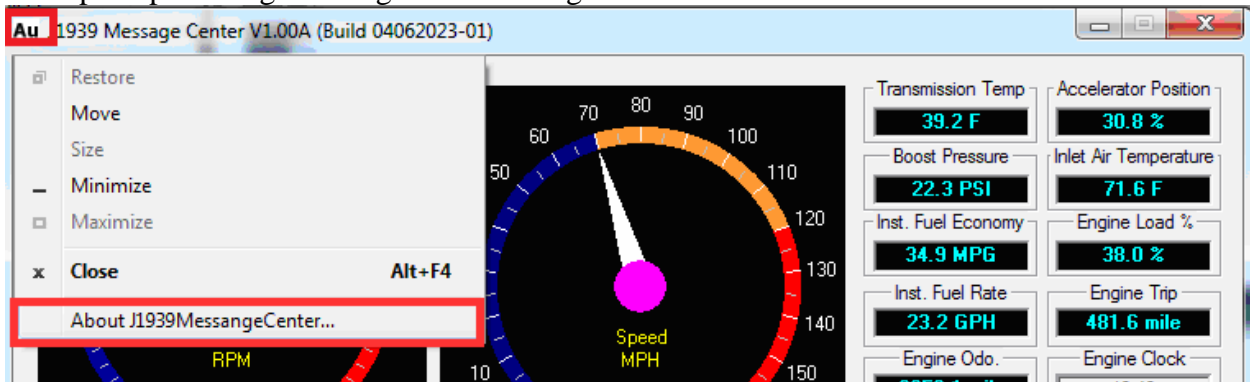 Au 1939 Message Center V1.00A (Build 04062023-01)
Restore
Move
Size
Minimize
Maximize
x Close Alt+F4
About J1939MessangeCenter...
RPM
10
50
60
70
80
90
100
110
120
130
140
150
Speed
MPH
Transmission Temp
39.2 F
Accelerator Position
30.8 %
Boost Pressure
22.3 PSI
Inlet Air Temperature
71.6 F
Inst. Fuel Economy
34.9 MPG
Engine Load %
38.0 %
Inst. Fuel Rate
23.2 GPH
Engine Trip
481.6 mile
Engine Odo.
Engine Clock